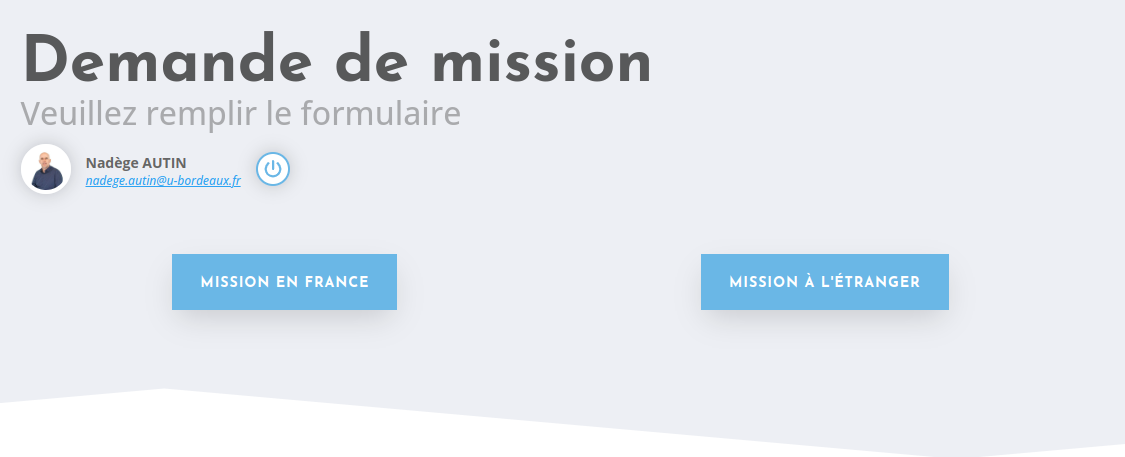 Demande de mission
Veuillez remplir le formulaire
Nadège AUTIN
nadege.autin@u-bordeaux.fr
MISSION EN FRANCE
MISSION À L'ÉTRANGER